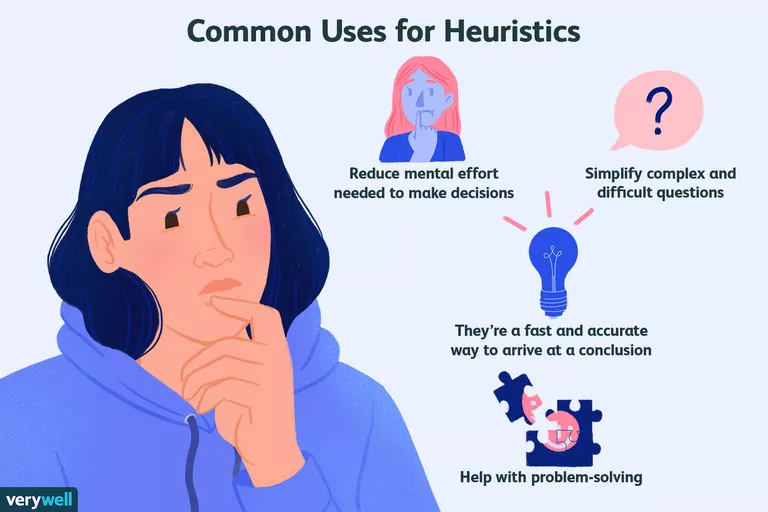 Common Uses for Heuristics
Reduce mental effort
needed to make decisions
Simplify complex and
difficult questions
?
They’re a fast and accurate
way to arrive at a conclusion
Help with problem-solving
verywell